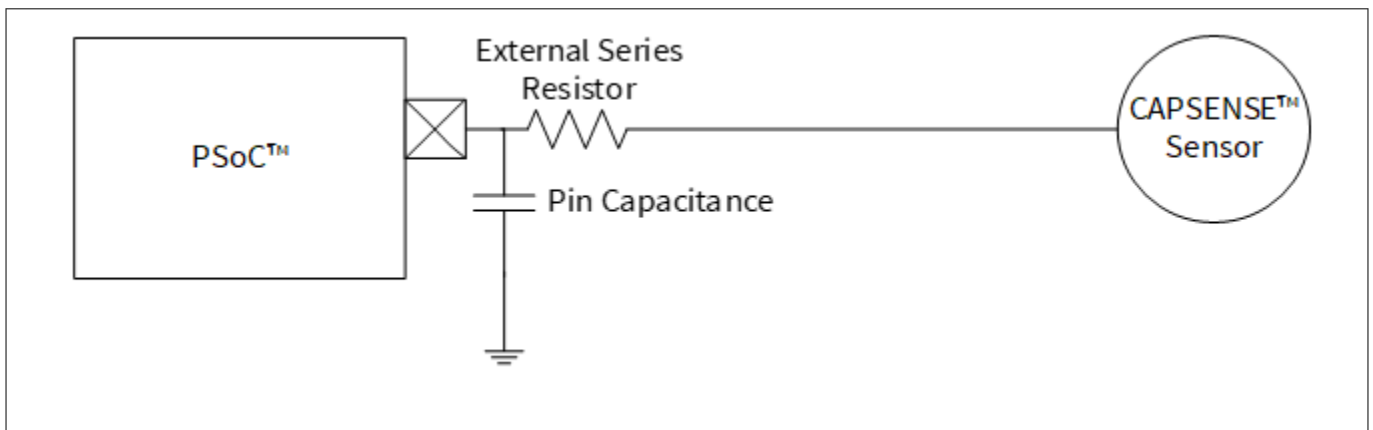 External Series
Resistor
CAPSENSE™
Sensor
PSoC™
Pin Capacitance